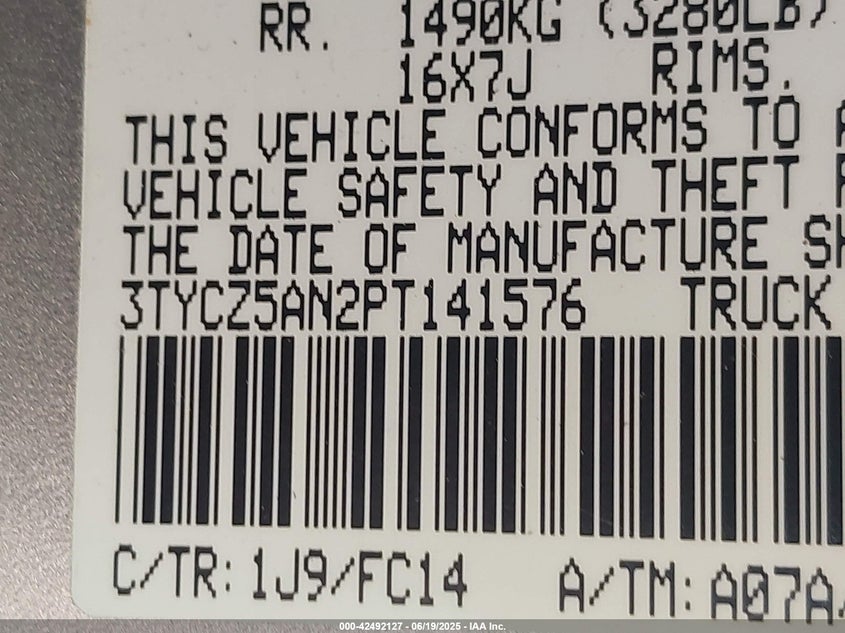 RR. 1490KG (3280LB)
16X7J RIMS.
THIS VEHICLE CONFORMS TO
VEHICLE SAFETY AND THEFT
THE DATE OF MANUFACTURE SH
3TYCZ5AN2PT141576 TRUCK
C/TR: 1J9/FC14 A/TM: A07A/
000-42492127 - 06/19/2025 - IAA Inc.